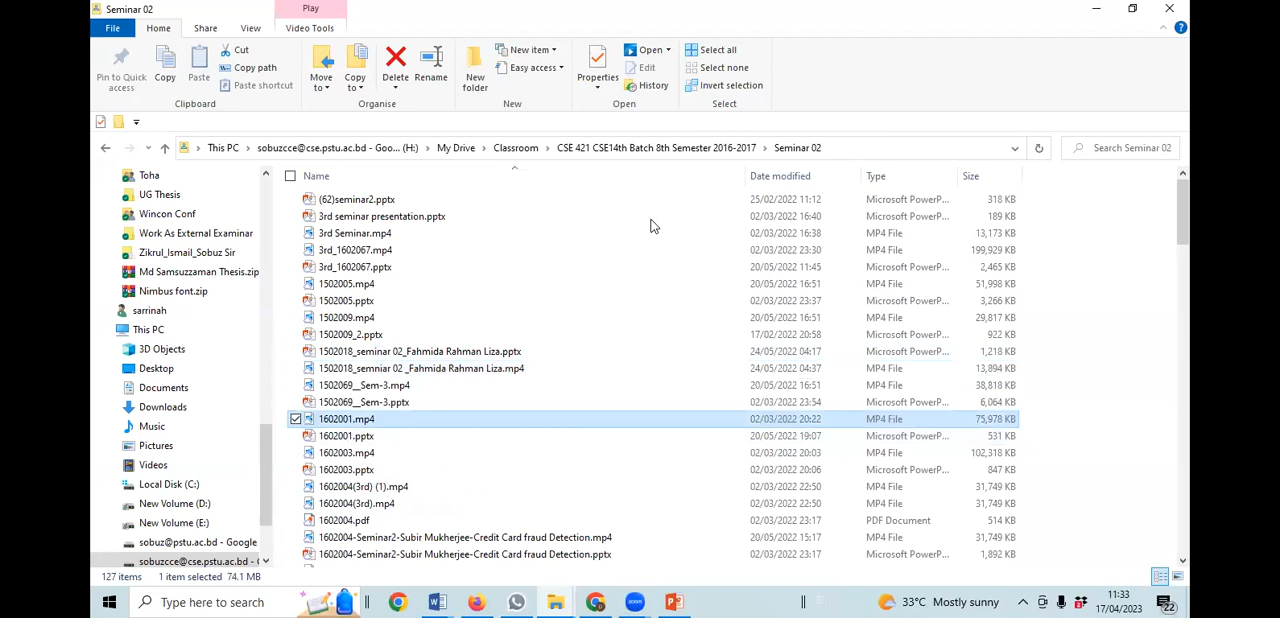 Seminar 02
Play
File
Home
Share
View
Video Tools
Pin to Quick access
Copy
Paste
Cut
Copy path
Paste shortcut
Clipboard
Move to
Copy to
Delete
Rename
Organise
New folder
New item
Easy access
New
Properties
Open
Edit
History
Open
Select all
Select none
Invert selection
Select
This PC > sobuzcce@cse.pstu.ac.bd - Goo... (H:) > My Drive > Classroom > CSE 421 CSE14th Batch 8th Semester 2016-2017 > Seminar 02
Search Seminar 02
Toha
UG Thesis
Wincon Conf
Work As External Examinar
Zikrul_Ismail_Sobuz Sir
Md Samsuzzaman Thesis.zip
Nimbus font.zip
sarrinah
This PC
3D Objects
Desktop
Documents
Downloads
Music
Pictures
Videos
Local Disk (C:)
New Volume (D:)
New Volume (E:)
sobuz@pstu.ac.bd - Google
sobuzcce@cse.pstu.ac.bd - G
Name Date modified Type Size
(62)seminar2.pptx 25/02/2022 11:12 Microsoft PowerP... 318 KB
3rd seminar presentation.pptx 02/03/2022 16:40 Microsoft PowerP... 189 KB
3rd Seminar.mp4 02/03/2022 16:38 MP4 File 13,173 KB
3rd_1602067.mp4 02/03/2022 23:30 MP4 File 199,929 KB
3rd_1602067.pptx 20/05/2022 11:45 Microsoft PowerP... 2,465 KB
1502005.mp4 20/05/2022 16:51 MP4 File 51,998 KB
1502005.pptx 02/03/2022 23:37 Microsoft PowerP... 3,266 KB
1502009.mp4 20/05/2022 16:51 MP4 File 29,817 KB
1502009_2.pptx 17/02/2022 20:58 Microsoft PowerP... 922 KB
1502018_seminar 02_Fahmida Rahman Liza.pptx 24/05/2022 04:17 Microsoft PowerP... 1,218 KB
1502018_semniar 02 _Fahmida Rahman Liza.mp4 24/05/2022 04:37 MP4 File 13,894 KB
1502069__Sem-3.mp4 20/05/2022 16:51 MP4 File 38,818 KB
1502069__Sem-3.pptx 02/03/2022 23:54 Microsoft PowerP... 6,064 KB
1602001.mp4 02/03/2022 20:22 MP4 File 75,978 KB
1602001.pptx 20/05/2022 19:07 Microsoft PowerP... 531 KB
1602003.mp4 02/03/2022 20:03 MP4 File 102,318 KB
1602003.pptx 02/03/2022 20:06 Microsoft PowerP... 847 KB
1602004(3rd) (1).mp4 02/03/2022 22:50 MP4 File 31,749 KB
1602004(3rd).mp4 02/03/2022 22:50 MP4 File 31,749 KB
1602004.pdf 02/03/2022 23:17 PDF Document 514 KB
1602004-Seminar2-Subir Mukherjee-Credit Card fraud Detection.mp4 20/05/2022 15:17 MP4 File 31,749 KB
1602004-Seminar2-Subir Mukherjee-Credit Card fraud Detection.pptx 02/03/2022 23:17 Microsoft PowerP... 1,892 KB
127 items 1 item selected 74.1 MB
Type here to search
33°C Mostly sunny
11:33
17/04/2023
22